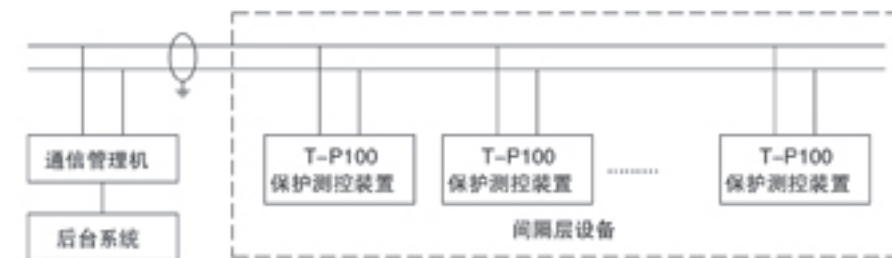 通信管理机
后台系统
T-P100
保护测控装置
T-P100
保护测控装置
.........
T-P100
保护测控装置
间隔层设备